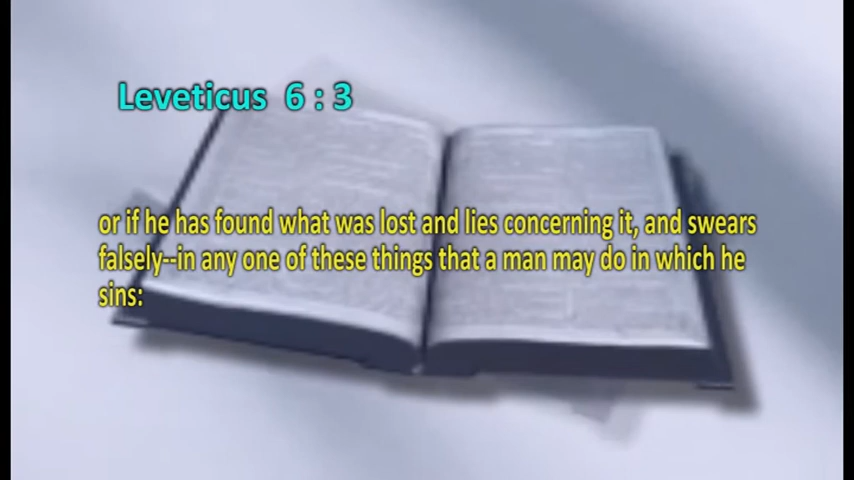 Leveticus 6 : 3
or if he has found what was lost and lies concerning it, and swears
falsely--in any one of these things that a man may do in which he
sins: